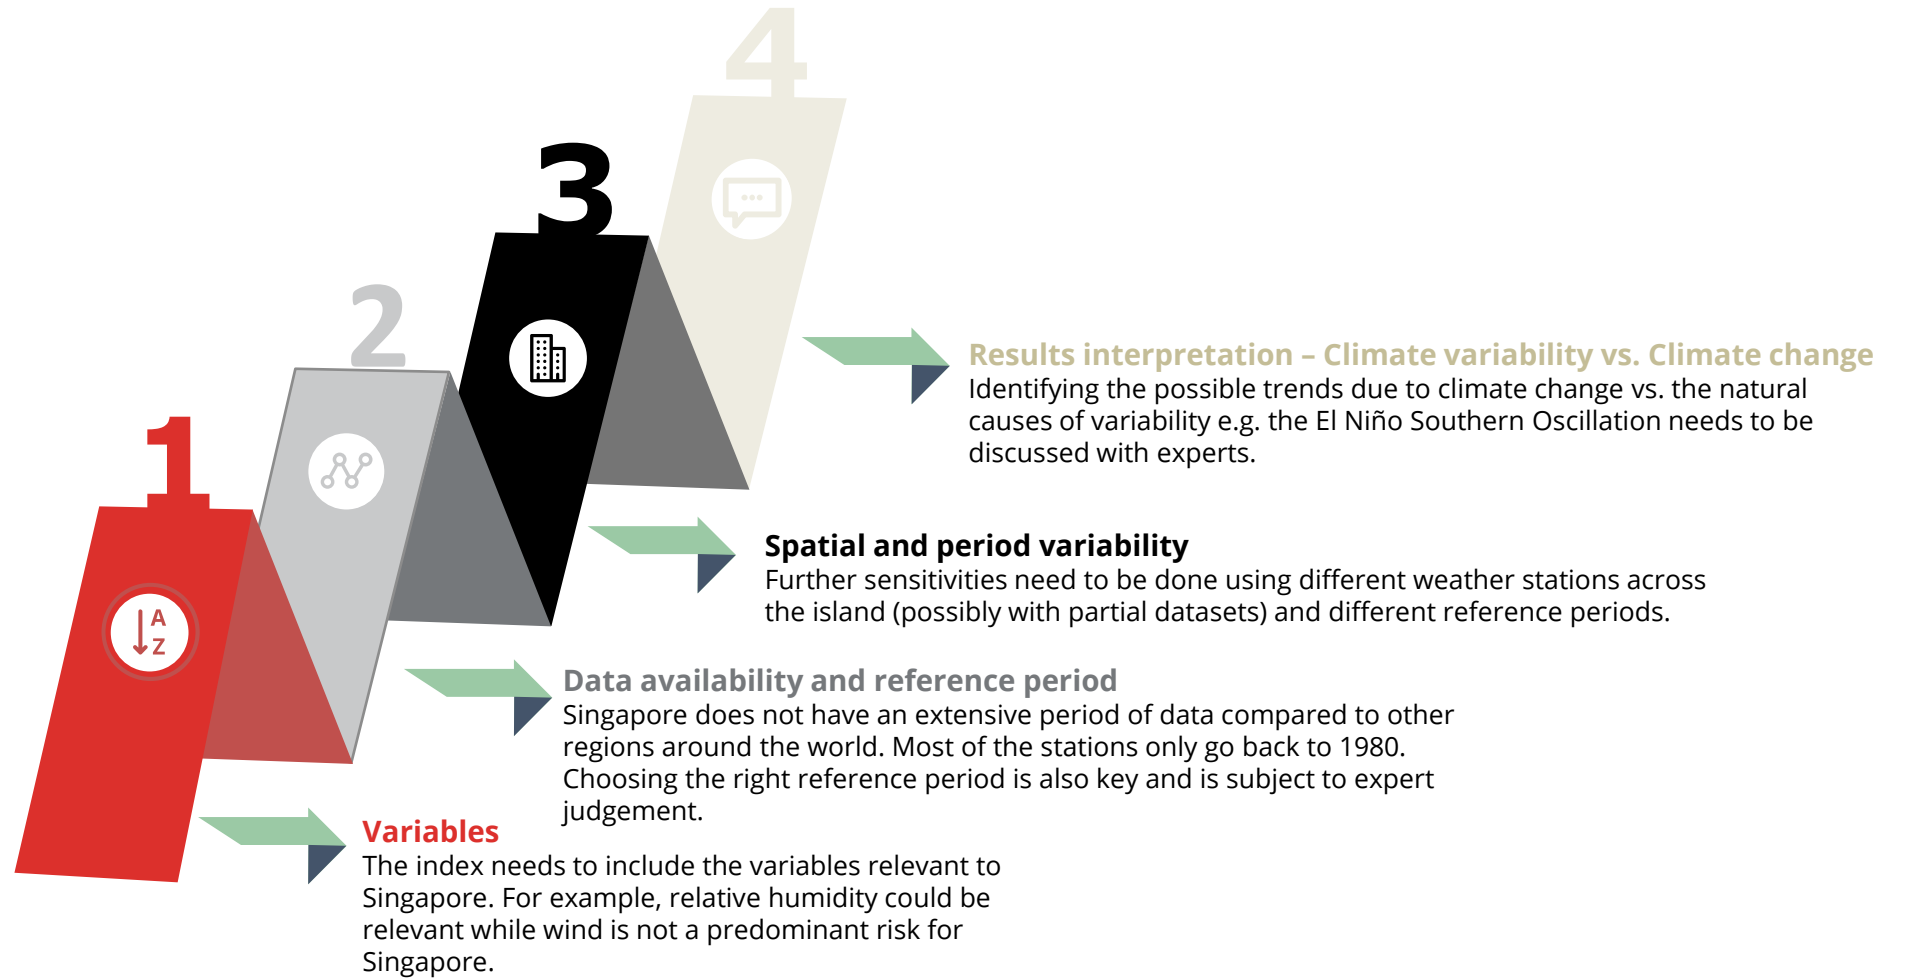 4
3
2
1
A
Z
Results interpretation – Climate variability vs. Climate change
Identifying the possible trends due to climate change vs. the natural
causes of variability e.g. the El Niño Southern Oscillation needs to be
discussed with experts.
Spatial and period variability
Further sensitivities need to be done using different weather stations across
the island (possibly with partial datasets) and different reference periods.
Data availability and reference period
Singapore does not have an extensive period of data compared to other
regions around the world. Most of the stations only go back to 1980.
Choosing the right reference period is also key and is subject to expert
judgement.
Variables
The index needs to include the variables relevant to
Singapore. For example, relative humidity could be
relevant while wind is not a predominant risk for
Singapore.